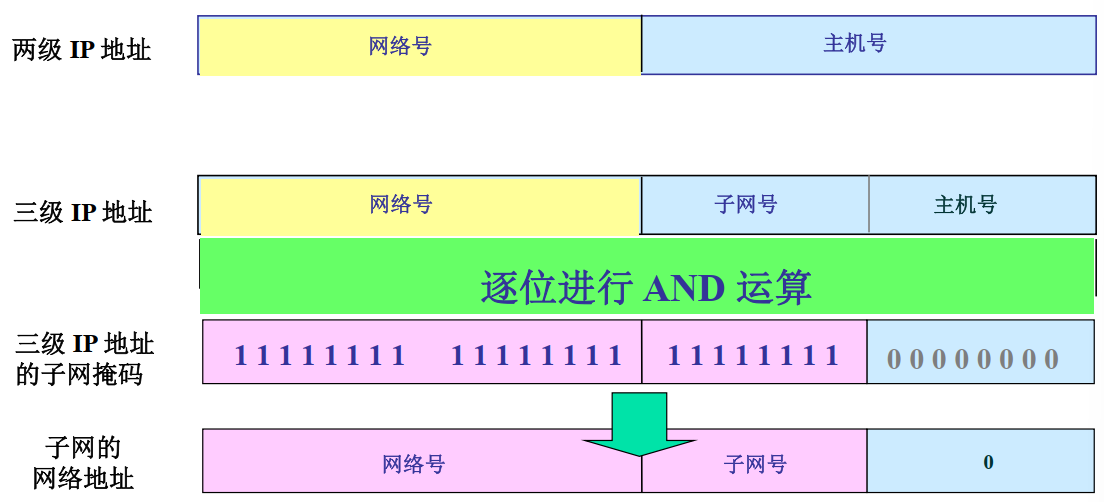 两级 IP 地址
网络号
主机号
三级 IP 地址
网络号
子网号
主机号
逐位进行 AND 运算
三级 IP 地址
的子网掩码
1 1 1 1 1 1 1 1 1 1 1 1 1 1 1 1
1 1 1 1 1 1 1 1
0 0 0 0 0 0 0 0
子网的
网络地址
网络号
子网号
0